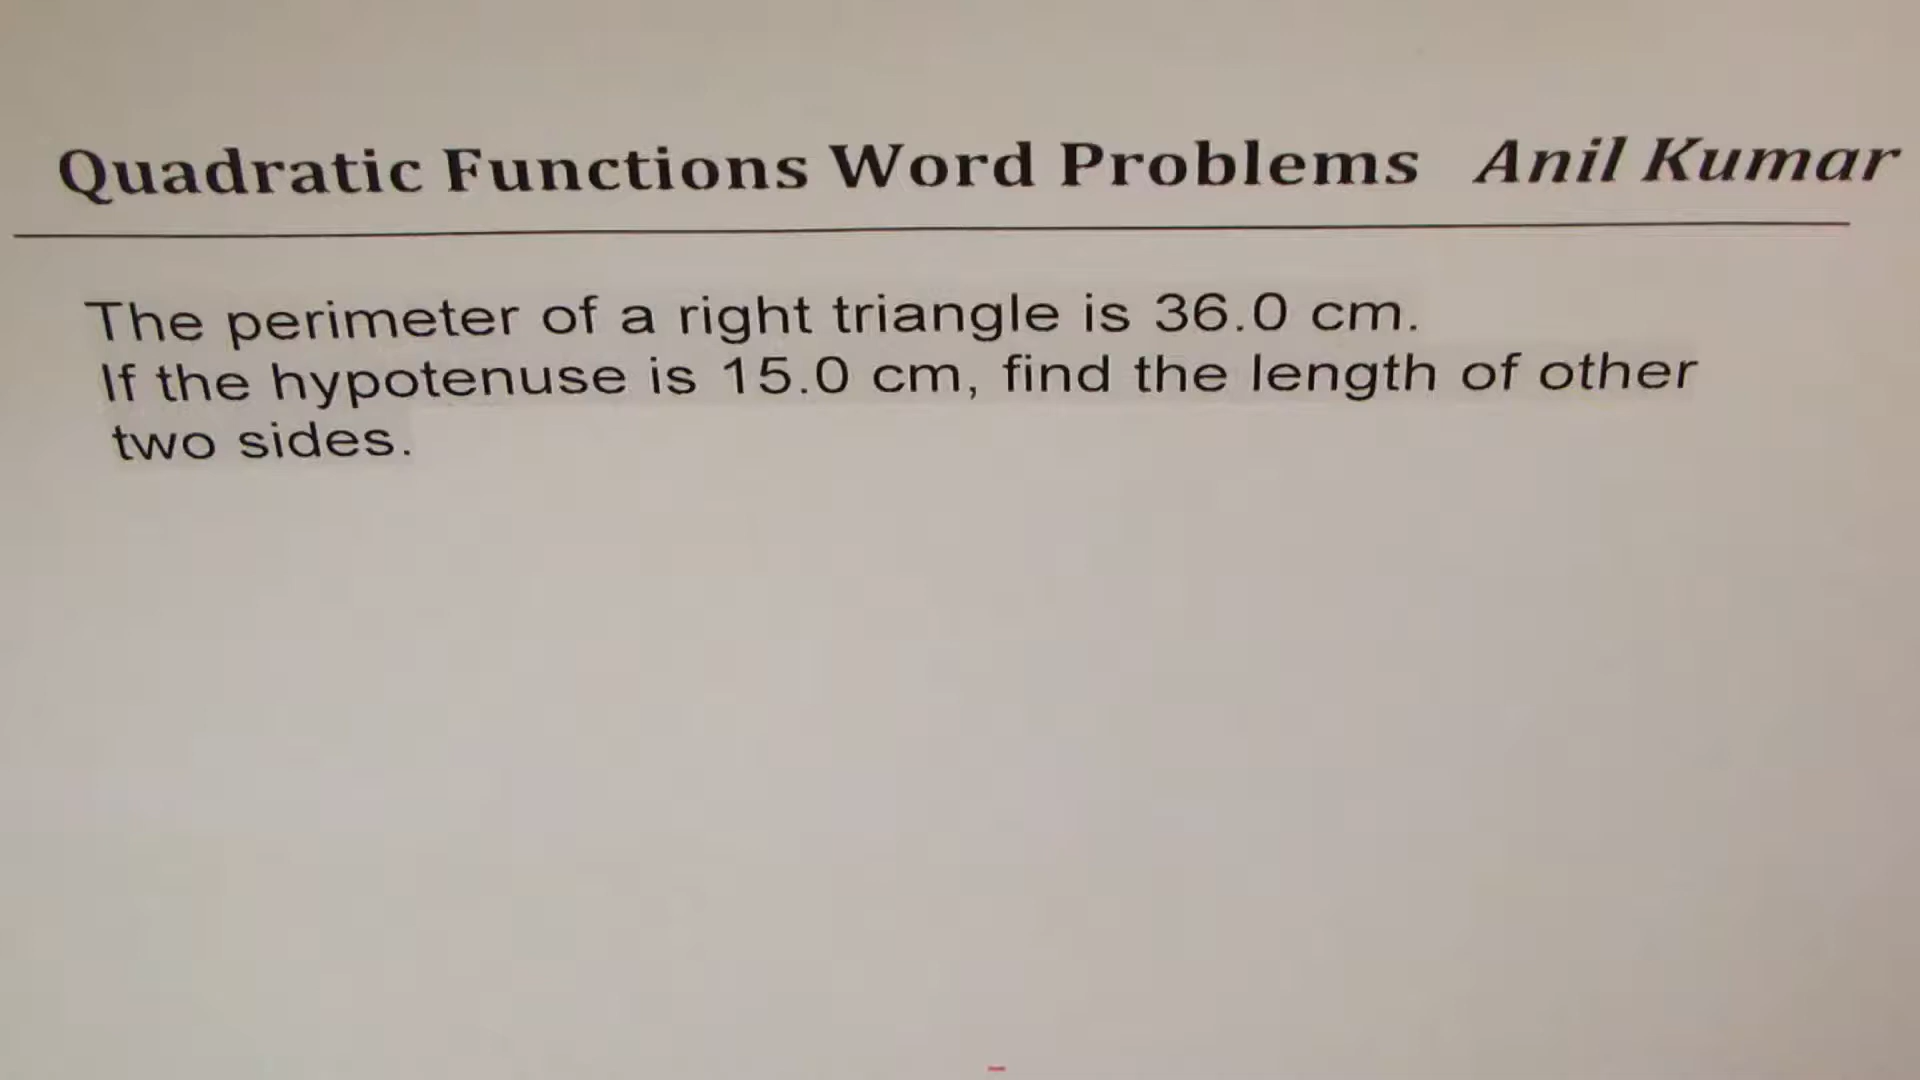 Quadratic Functions Word Problems Anil Kumar
The perimeter of a right triangle is 36.0 cm.
If the hypotenuse is 15.0 cm, find the length of other
two sides.